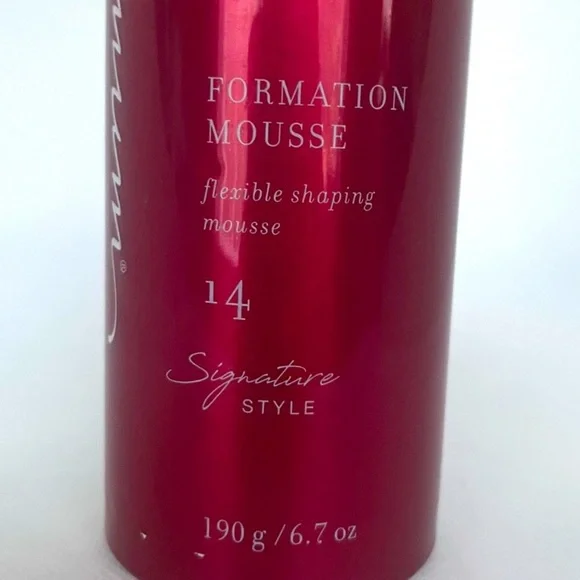 FORMATION
MOUSSE
flexible shaping
mousse
14
Signature
STYLE
190 g / 6.7 oz
®